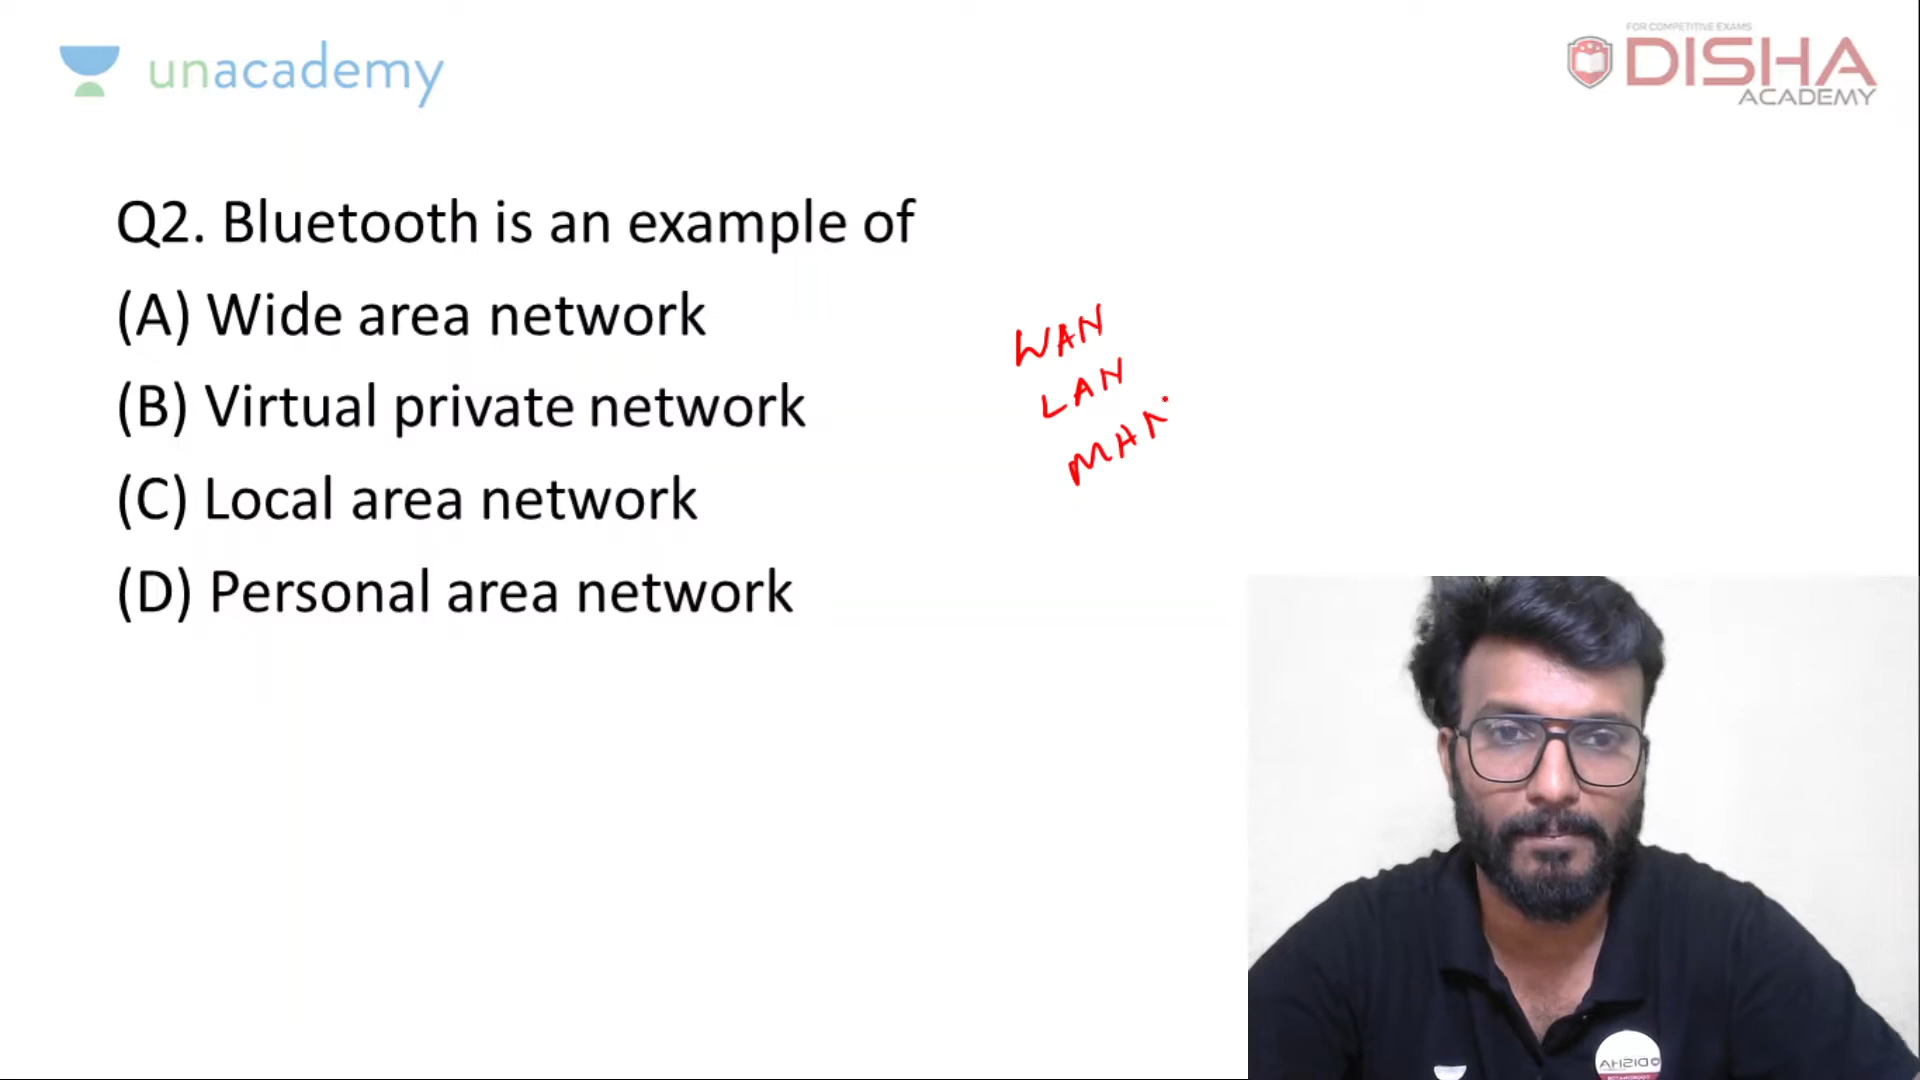 unacademy
FOR COMPETITIVE EXAMS
DISHA
ACADEMY
Q2. Bluetooth is an example of
(A) Wide area network
(B) Virtual private network
(C) Local area network
(D) Personal area network
WAN
LAN
DISHA